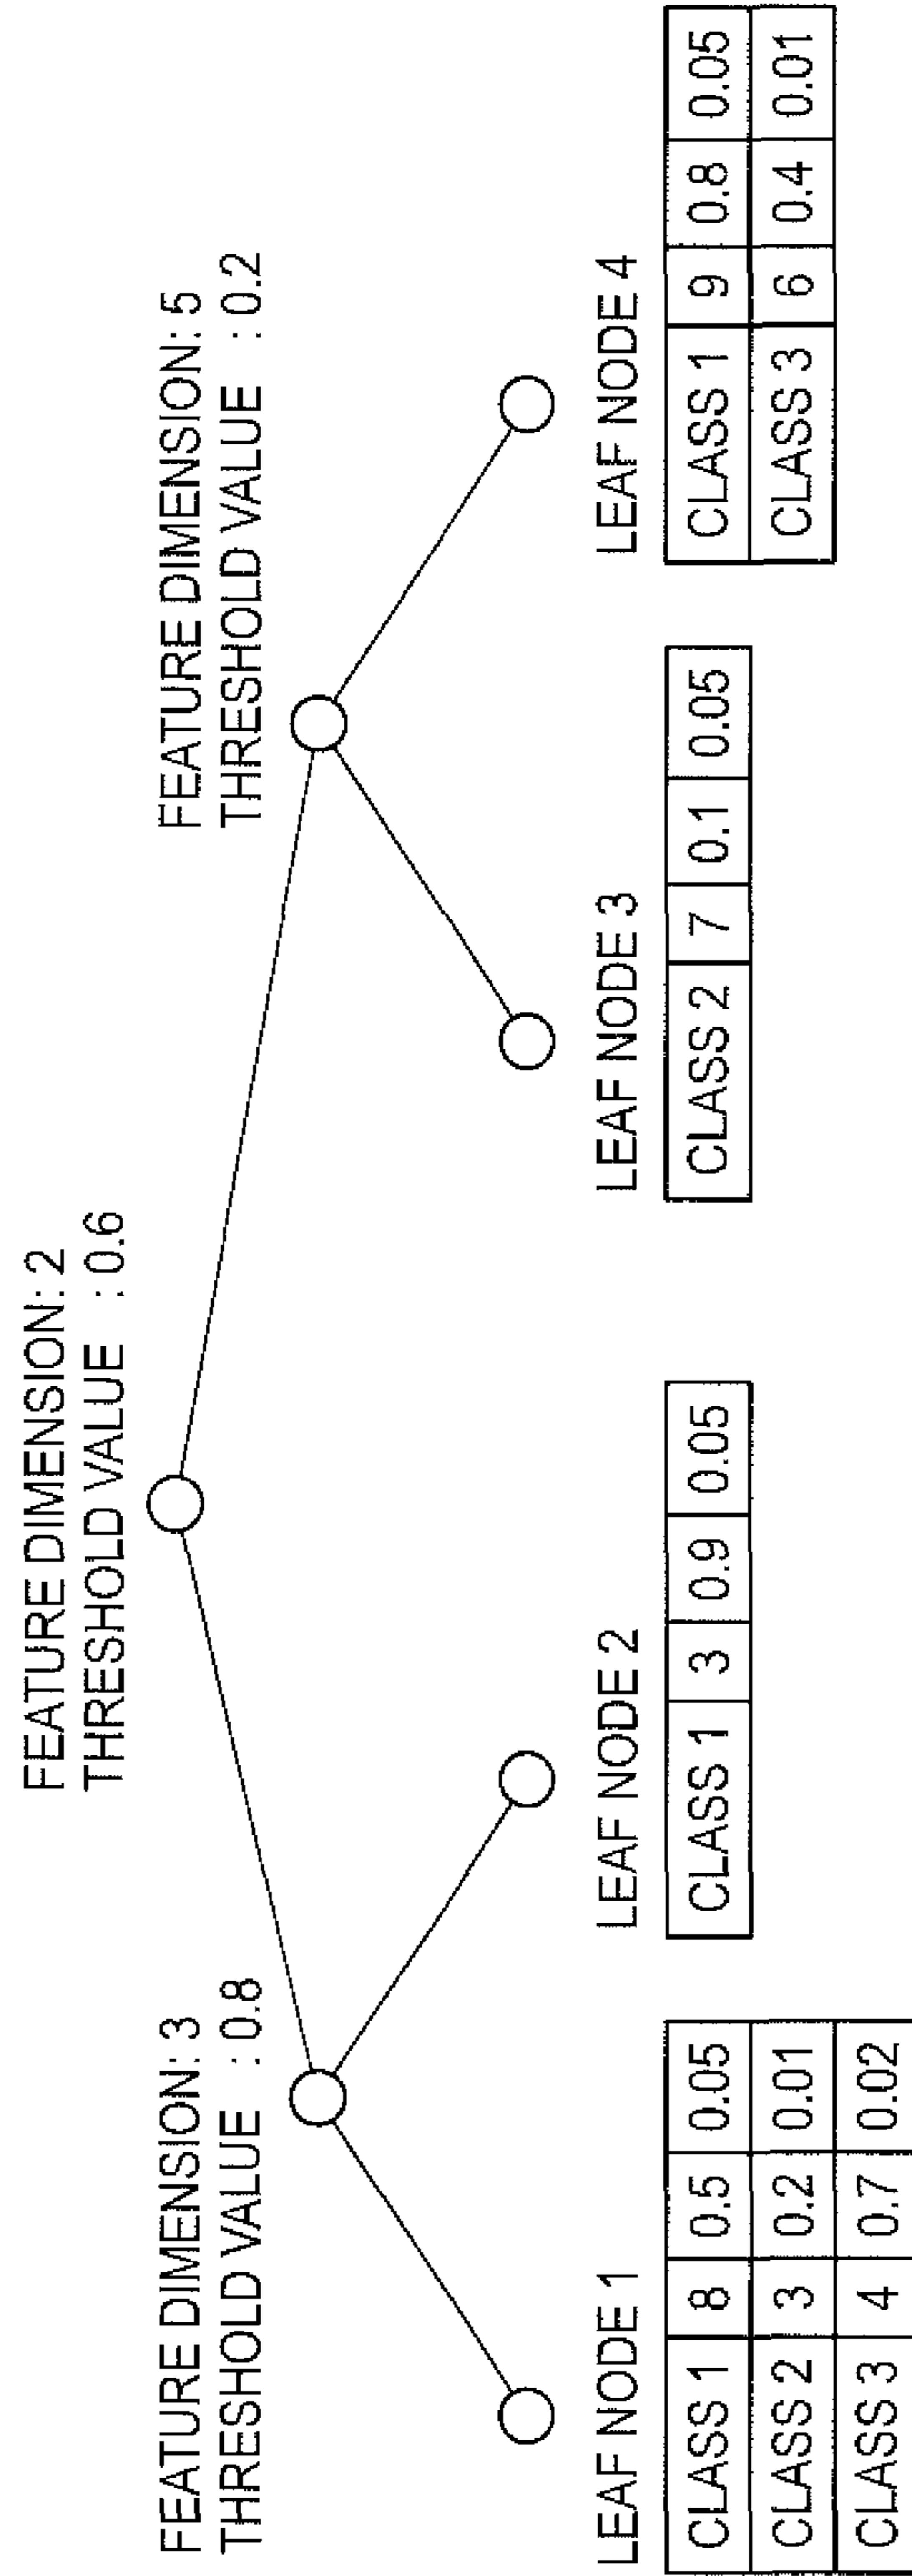 FEATURE DIMENSION: 2
THRESHOLD VALUE : 0.6
FEATURE DIMENSION: 3
THRESHOLD VALUE : 0.8
FEATURE DIMENSION: 5
THRESHOLD VALUE : 0.2
LEAF NODE 1
CLASS 1 8 0.5 0.05
CLASS 2 3 0.2 0.01
CLASS 3 4 0.7 0.02
LEAF NODE 2
CLASS 1 3 0.9 0.05
LEAF NODE 3
CLASS 2 7 0.1 0.05
LEAF NODE 4
CLASS 1 9 0.8 0.05
CLASS 3 6 0.4 0.01